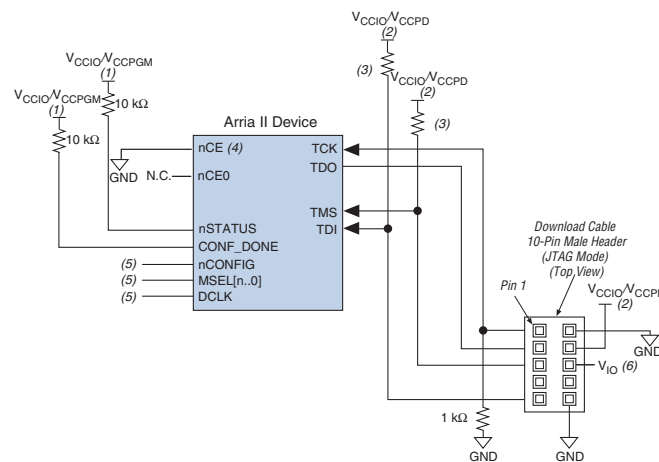 VCCIO/VCCPD
(2)
(3)
VCCIO/VCCPGM
(1)
VCCIO/VCCPD
(2)
(3)
VCCIO/VCCPGM
(1)
10 kΩ
10 kΩ
Arria II Device
nCE (4)
TCK
GND
TDO
N.C.
nCE0
TMS
nSTATUS
TDI
CONF_DONE
(5)
nCONFIG
(5)
MSEL[n..0]
(5)
DCLK
Download Cable
10-Pin Male Header
(JTAG Mode)
(Top View)
Pin 1
VCCIO/VCCP
(2)
GND
VIO (6)
1 kΩ
GND
GND